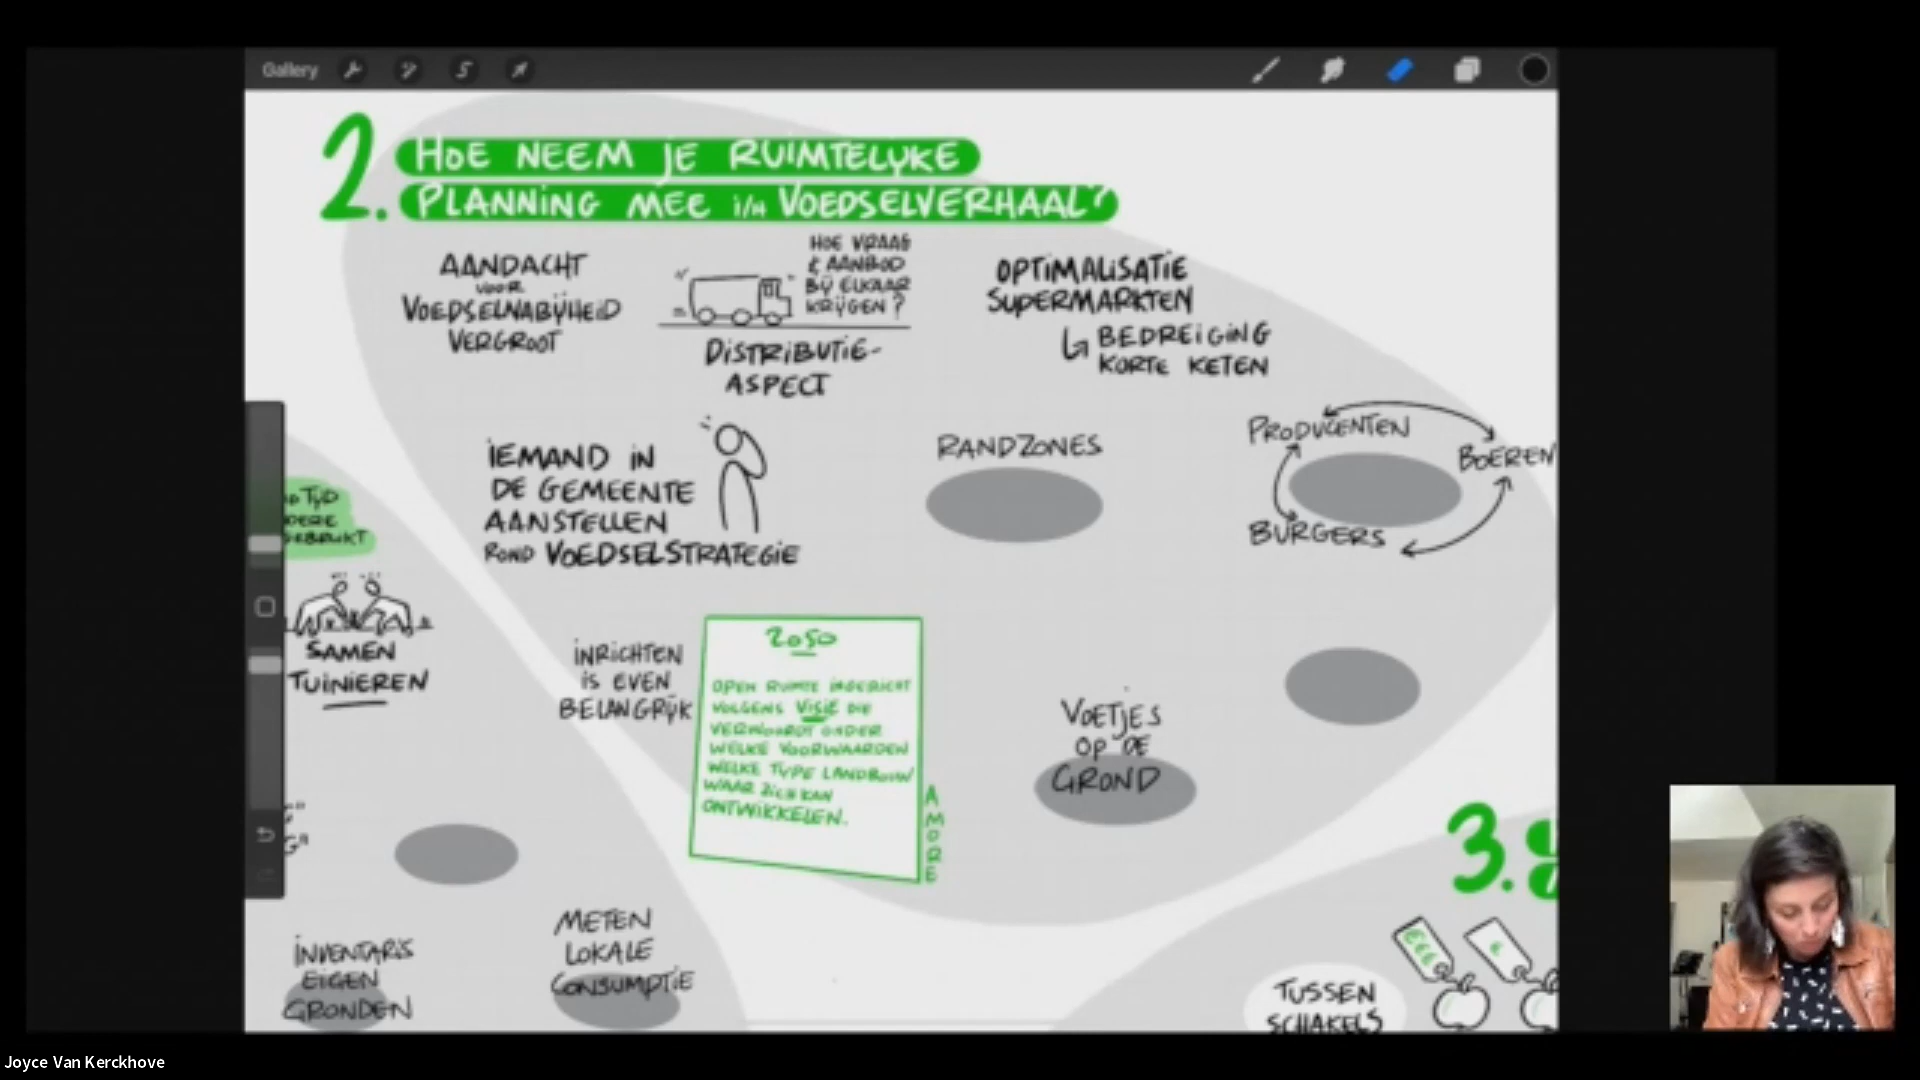 Gallery
2. HOE NEEM JE RUIMTELIJKE
PLANNING MEE i/h VOEDSELVERHAAL?
AANDACHT
VOOR
VOEDSELNABIJHEID
VERGROOT
HOE VRAAG
& AANBOD
BIJ ELKAAR
KRIJGEN?
DISTRIBUTIE-
ASPECT
OPTIMALISATIE
SUPERMARKTEN
BEDREIGING
KORTE KETEN
IEMAND IN
DE GEMEENTE
AANSTELLEN
ROND VOEDSELSTRATEGIE
RANDZONES
PRODUCENTEN
BOEREN
BURGERS
TIJD
SAMEN
TUINIEREN
INRICHTEN
IS EVEN
BELANGRIJK
2050
OPEN RUIMTE INGERICHT
VOLGENS VISIE DIE
VERWOORDT ONDER
WELKE VOORWAARDEN
WELKE TYPE LANDBOUW
WAAR ZICH KAN
ONTWIKKELEN.
AMORE
VOETJES
OP DE
GROND
INVENTARIS
EIGEN
GRONDEN
METEN
LOKALE
CONSUMPTIE
3.
€€€
€
TUSSEN
SCHAKELS
Joyce Van Kerckhove